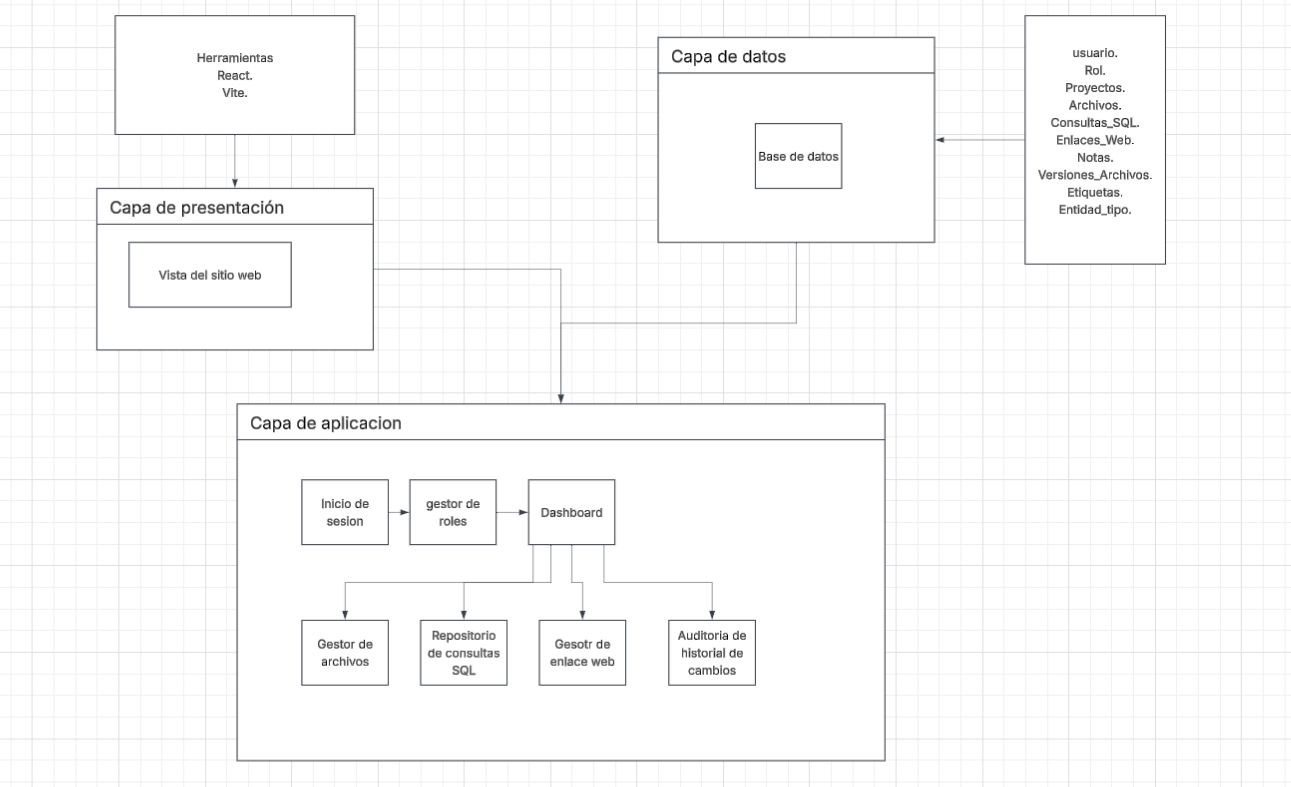 Herramientas
React.
Vite.
Capa de datos
Base de datos
usuario.
Rol.
Proyectos.
Archivos.
Consultas_SQL.
Enlaces_Web.
Notas.
Versiones_Archivos.
Etiquetas.
Entidad_tipo.
Capa de presentación
Vista del sitio web
Capa de aplicacion
Inicio de
sesion
gestor de
roles
Dashboard
Gestor de
archivos
Repositorio
de consultas
SQL
Gesotr de
enlace web
Auditoria de
historial de
cambios